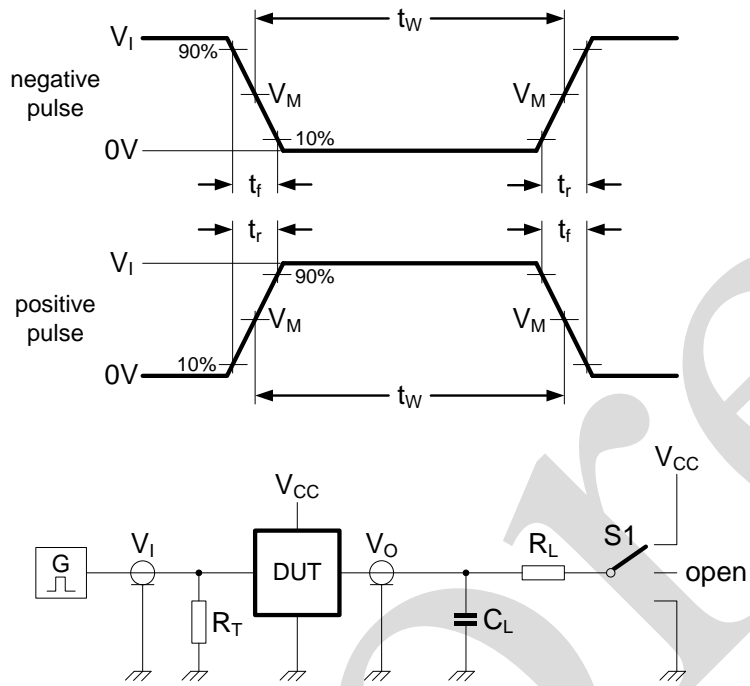 V_I
90%
t_W
negative pulse
V_M
V_M
0V
10%
t_f
t_r
t_r
t_f
V_I
90%
positive pulse
V_M
V_M
10%
0V
t_W
V_CC
V_CC
V_I
V_O
R_L
S1
G
DUT
open
R_T
C_L